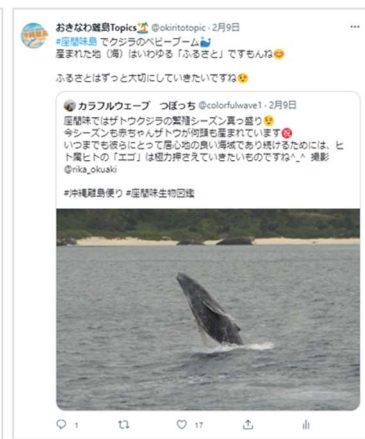 おきなわ離島Topics🏝 @okiritotopic · 2月9日
#座間味島 でクジラのベビーブーム🐳
産まれた地（海）はいわゆる「ふるさと」ですもんね😊
ふるさとはずっと大切にしていきたいですね😉
カラフルウェーブ つぼっち @colorfulwave1 · 2月9日
座間味ではザトウクジラの繁殖シーズン真っ盛り😉
今シーズンも赤ちゃんザトウが何頭も産まれています㊗
いつまでも彼らにとって居心地の良い海域であり続けるためには、ヒ
ト属ヒトの「エゴ」は極力押さえていきたいものですね^_^ 撮影
@rika_okuaki
#沖縄離島便り #座間味生物図鑑
1 17